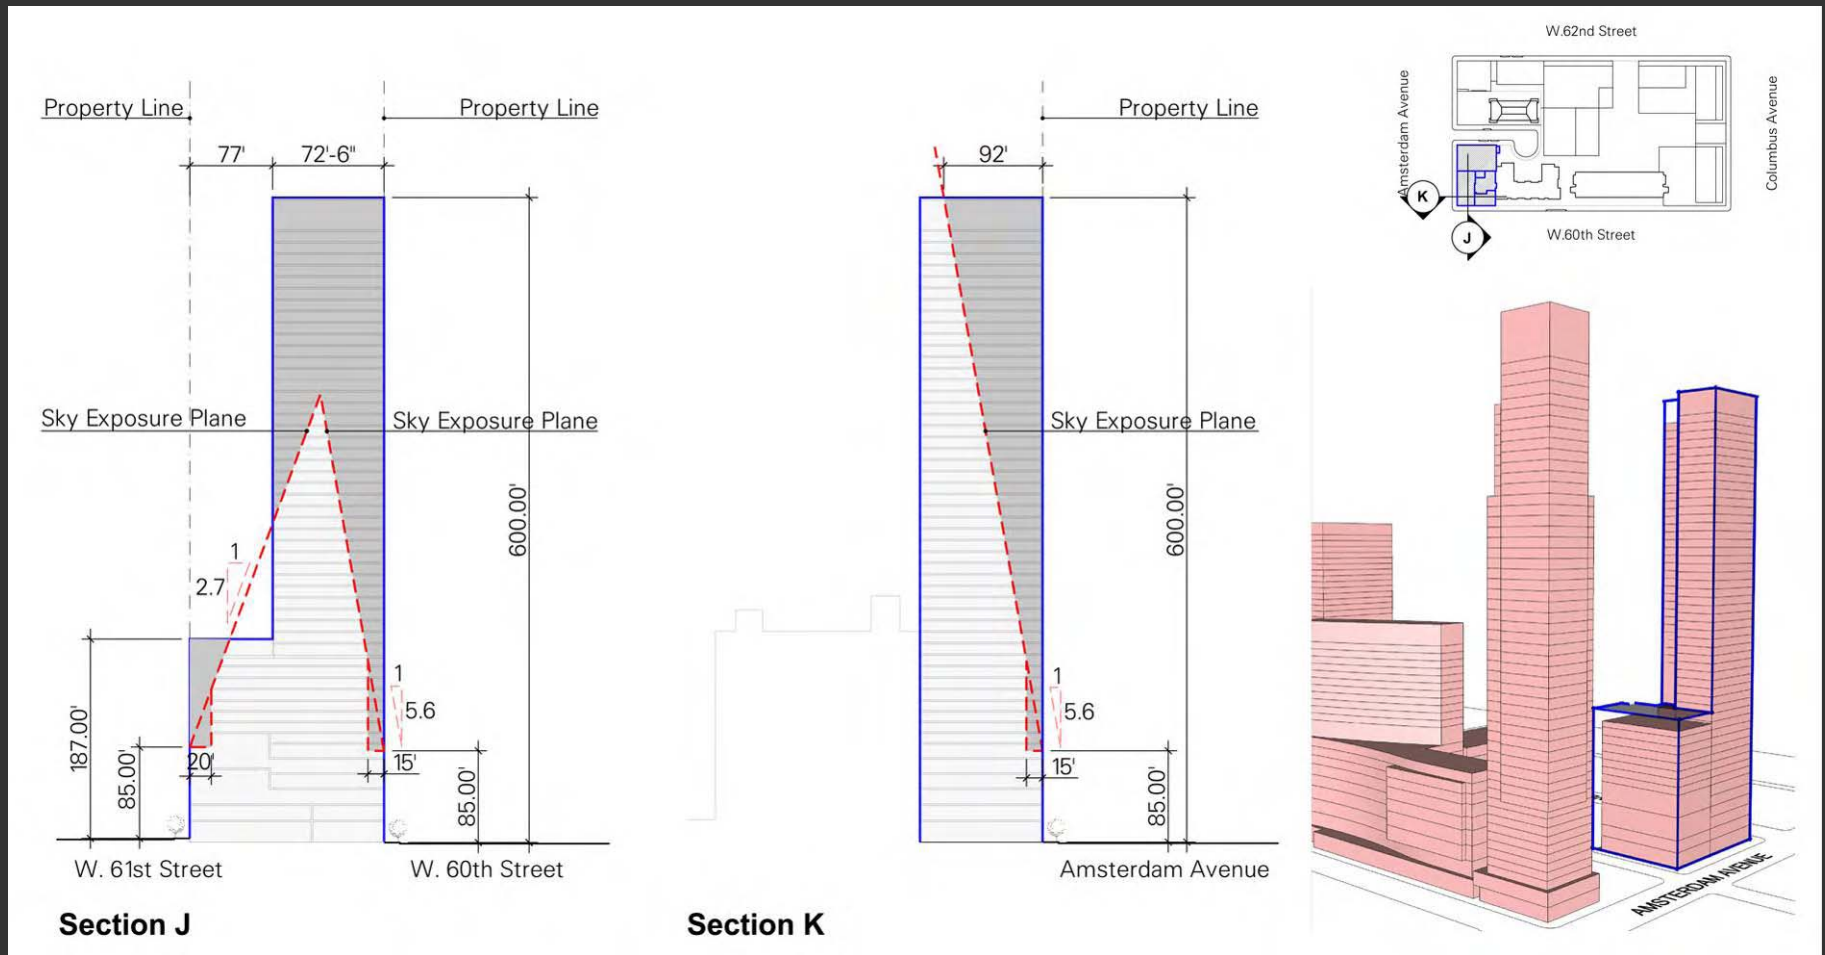 Property Line
Property Line
77'
72'-6"
Sky Exposure Plane
Sky Exposure Plane
600.00'
1
2.7
1
5.6
187.00'
85.00'
20'
15'
85.00'
W. 61st Street
W. 60th Street
Section J
Property Line
92'
Sky Exposure Plane
600.00'
1
5.6
15'
85.00'
Amsterdam Avenue
Section K
W.62nd Street
Amsterdam Avenue
Columbus Avenue
K
J
W.60th Street
AMSTERDAM AVENUE